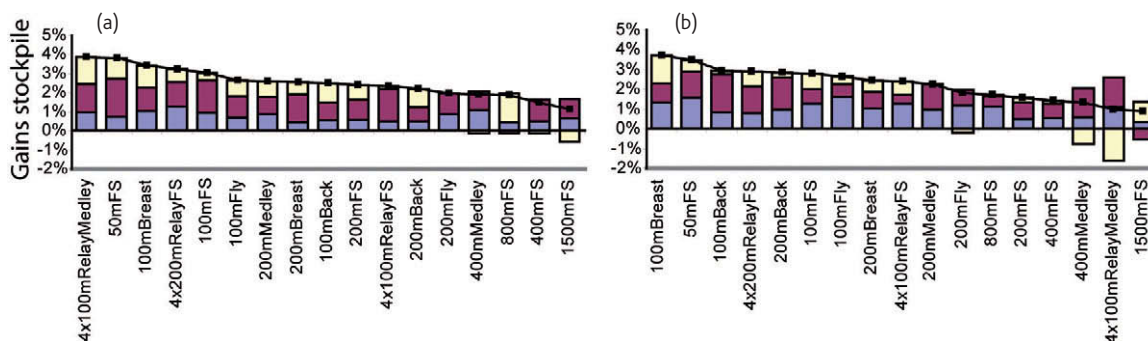 Gains stockpile
(a)
5%
4%
3%
2%
1%
0%
-1%
-2%
4x100mRelayMedley
50mFS
100mBreast
4x200mRelayFS
100mFS
100mFly
200mMedley
200mBreast
100mBack
200mFS
4x100mRelayFS
200mBack
200mFly
400mMedley
800mFS
400mFS
1500mFS
(b)
5%
4%
3%
2%
1%
0%
-1%
-2%
100mBreast
50mFS
100mBack
4x200mRelayFS
200mBack
100mFS
100mFly
200mBreast
4x100mRelayFS
200mMedley
200mFly
800mFS
200mFS
400mFS
400mMedley
4x100mRelayMedley
1500mFS